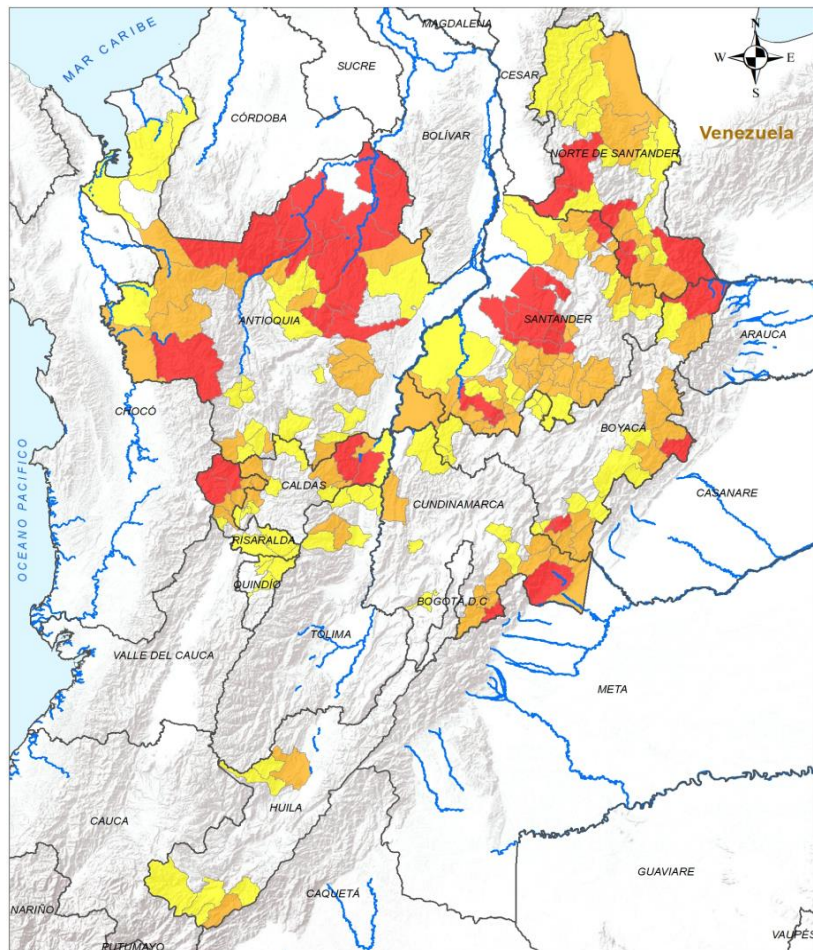 MAGDALENA
N
MAR CARIBE
SUCRE
CESAR
W E
S
CÓRDOBA
BOLÍVAR
Venezuela
NORTE DE SANTANDER
ANTIOQUIA
SANTANDER
ARAUCA
CHOCÓ
BOYACÁ
OCEANO PACIFICO
CALDAS
CUNDINAMARCA
CASANARE
RISARALDA
QUINDÍO
BOGOTÁ, D.C
TOLIMA
VALLE DEL CAUCA
META
HUILA
CAUCA
GUAVIARE
CAQUETÁ
NARIÑO
PUTUMAYO
VAUPÉS